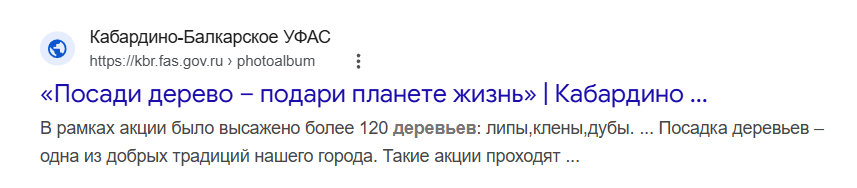 Кабардино-Балкарское УФАС
https://kbr.fas.gov.ru › photoalbum
«Посади дерево – подари планете жизнь» | Кабардино ...
В рамках акции было высажено более 120 деревьев: липы,клены,дубы. ... Посадка деревьев –
одна из добрых традиций нашего города. Такие акции проходят ...